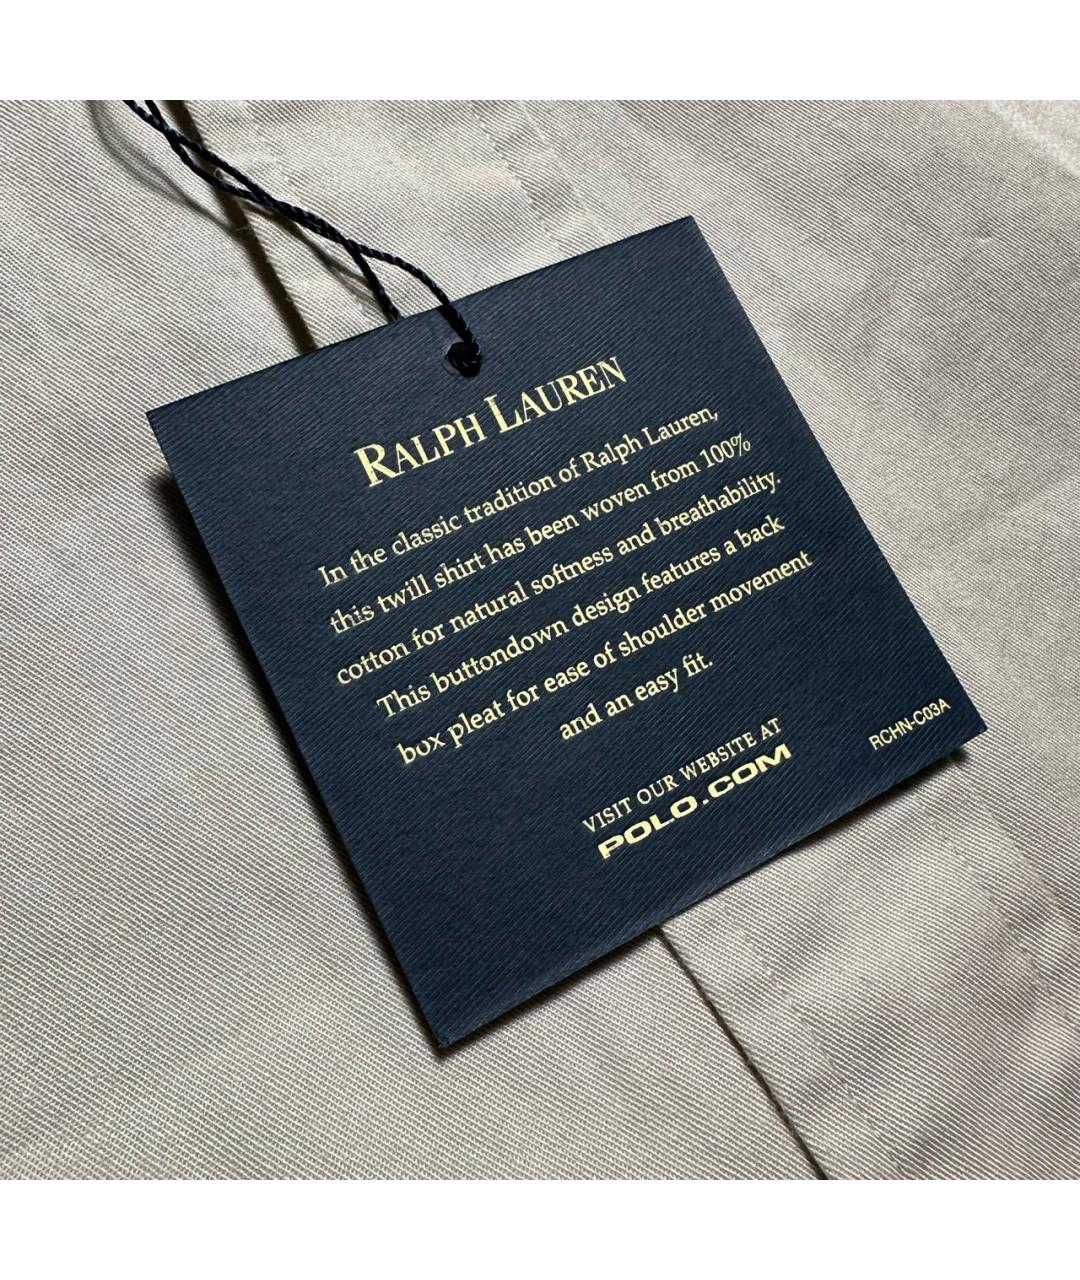 RALPH LAUREN
In the classic tradition of Ralph Lauren,
this twill shirt has been woven from 100%
cotton for natural softness and breathability.
This buttondown design features a back
box pleat for ease of shoulder movement
and an easy fit.
VISIT OUR WEBSITE AT
POLO.COM
RCHN-C03A